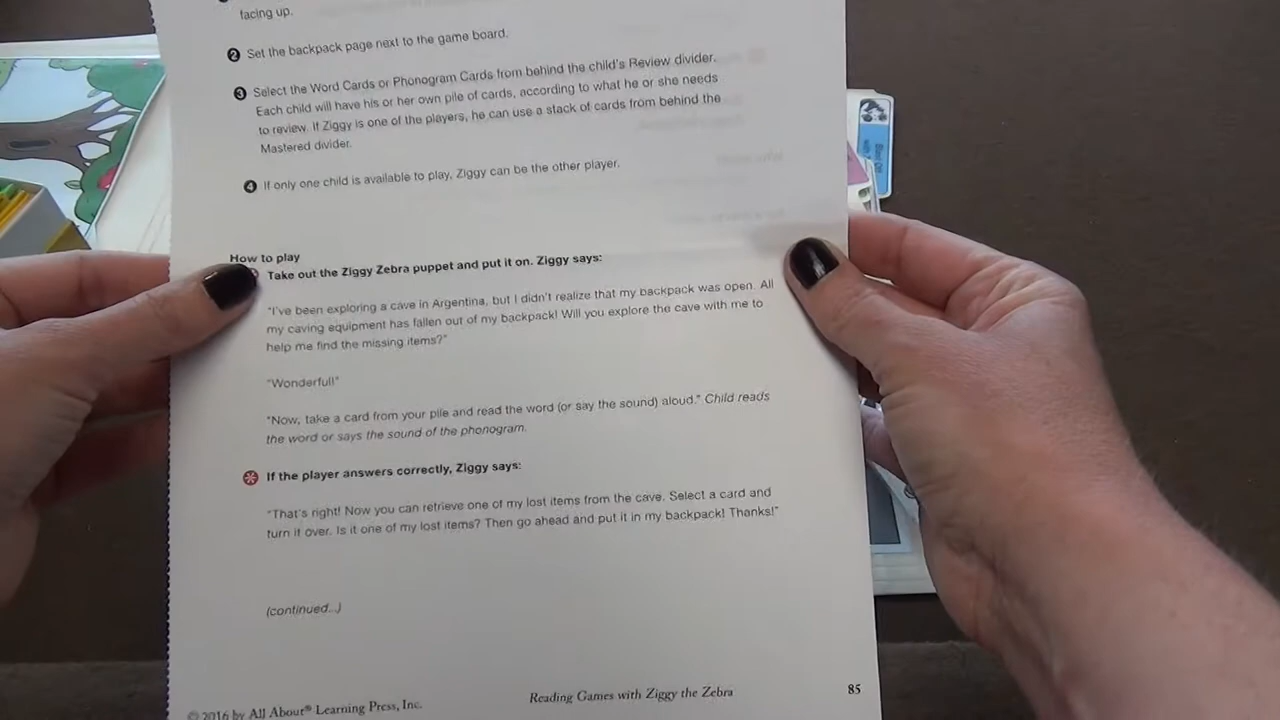 facing up.
2 Set the backpack page next to the game board.
3 Select the Word Cards or Phonogram Cards from behind the child's Review divider.
Each child will have his or her own pile of cards, according to what he or she needs
to review. If Ziggy is one of the players, he can use a stack of cards from behind the
Mastered divider.
4 If only one child is available to play, Ziggy can be the other player.
How to play
Take out the Ziggy Zebra puppet and put it on. Ziggy says:
"I've been exploring a cave in Argentina, but I didn't realize that my backpack was open. All
my caving equipment has fallen out of my backpack! Will you explore the cave with me to
help me find the missing items?"
"Wonderful!"
"Now, take a card from your pile and read the word (or say the sound) aloud." Child reads
the word or says the sound of the phonogram.
If the player answers correctly, Ziggy says:
"That's right! Now you can retrieve one of my lost items from the cave. Select a card and
turn it over. Is it one of my lost items? Then go ahead and put it in my backpack! Thanks!"
(continued...)
© 2016 by All About® Learning Press, Inc.
Reading Games with Ziggy the Zebra
85